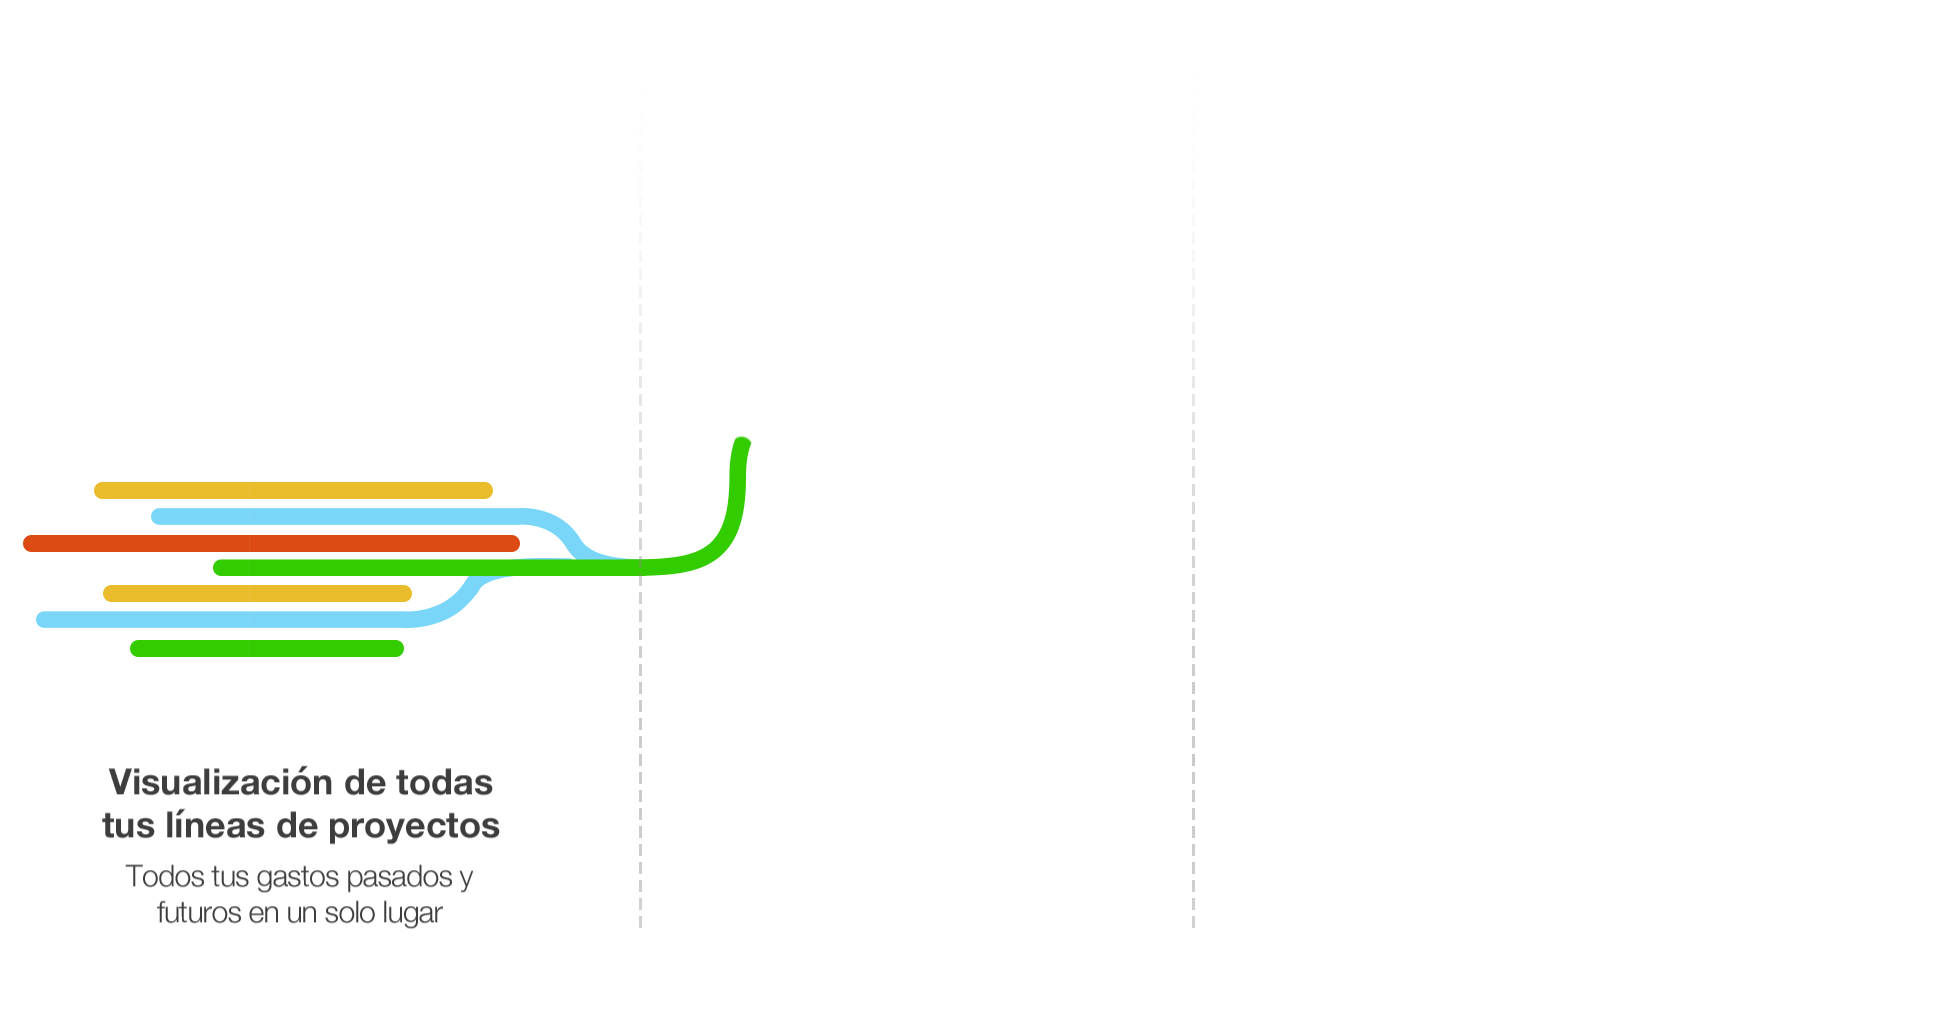 Visualización de todas
tus líneas de proyectos
Todos tus gastos pasados y
futuros en un solo lugar